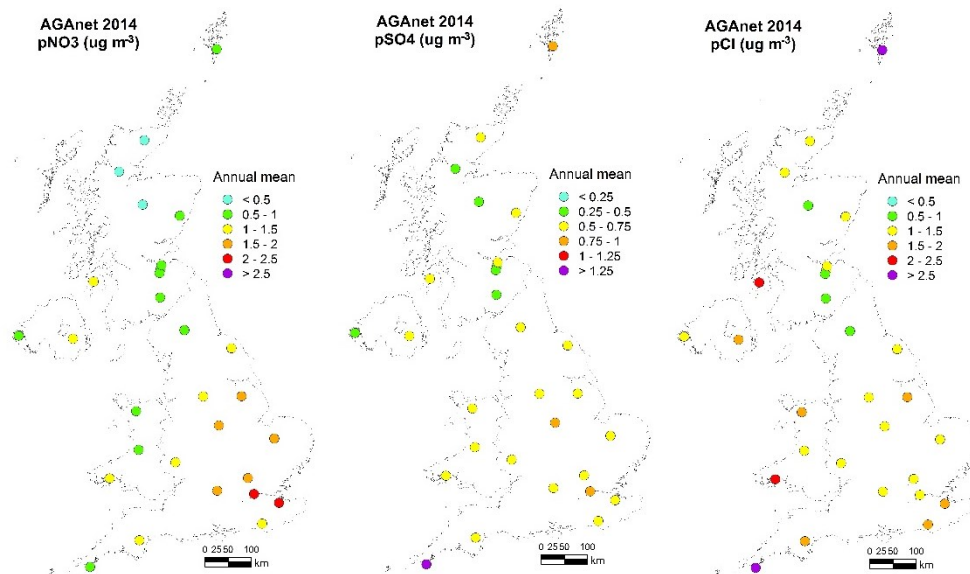 AGAnet 2014
pNO3 (ug m-3)
Annual mean
< 0.5
0.5 - 1
1 - 1.5
1.5 - 2
2 - 2.5
> 2.5
0 25 50 100
km
AGAnet 2014
pSO4 (ug m-3)
Annual mean
< 0.25
0.25 - 0.5
0.5 - 0.75
0.75 - 1
1 - 1.25
> 1.25
0 25 50 100
km
AGAnet 2014
pCl (ug m-3)
Annual mean
< 0.5
0.5 - 1
1 - 1.5
1.5 - 2
2 - 2.5
> 2.5
0 25 50 100
km